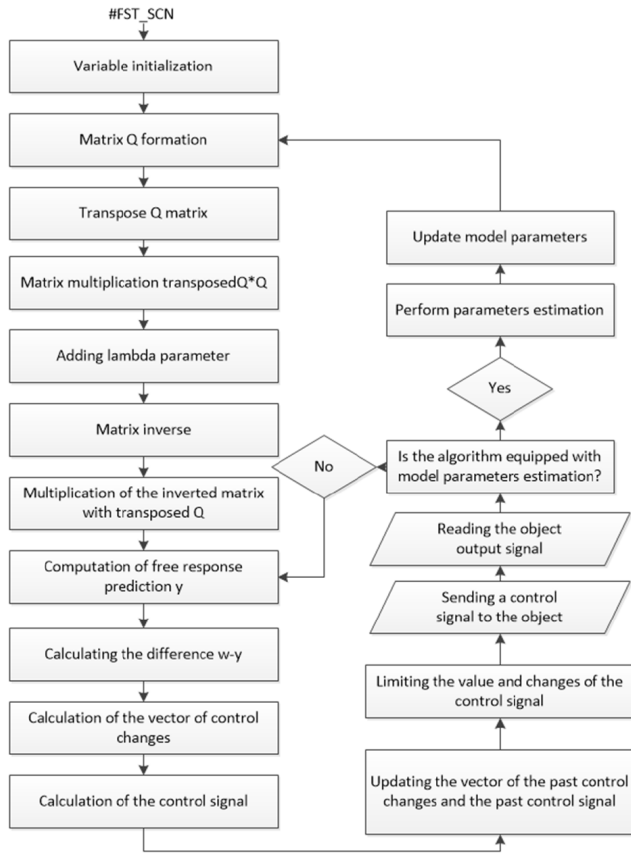 #FST_SCN
Variable initialization
Matrix Q formation
Transpose Q matrix
Matrix multiplication transposedQ*Q
Adding lambda parameter
Matrix inverse
Multiplication of the inverted matrix
with transposed Q
Computation of free response
prediction y
Calculating the difference w-y
Calculation of the vector of control
changes
Calculation of the control signal
Updating the vector of the past control
changes and the past control signal
Limiting the value and changes of the
control signal
Sending a control
signal to the object
Reading the object
output signal
Is the algorithm equipped with
model parameters estimation?
No
Yes
Perform parameters estimation
Update model parameters